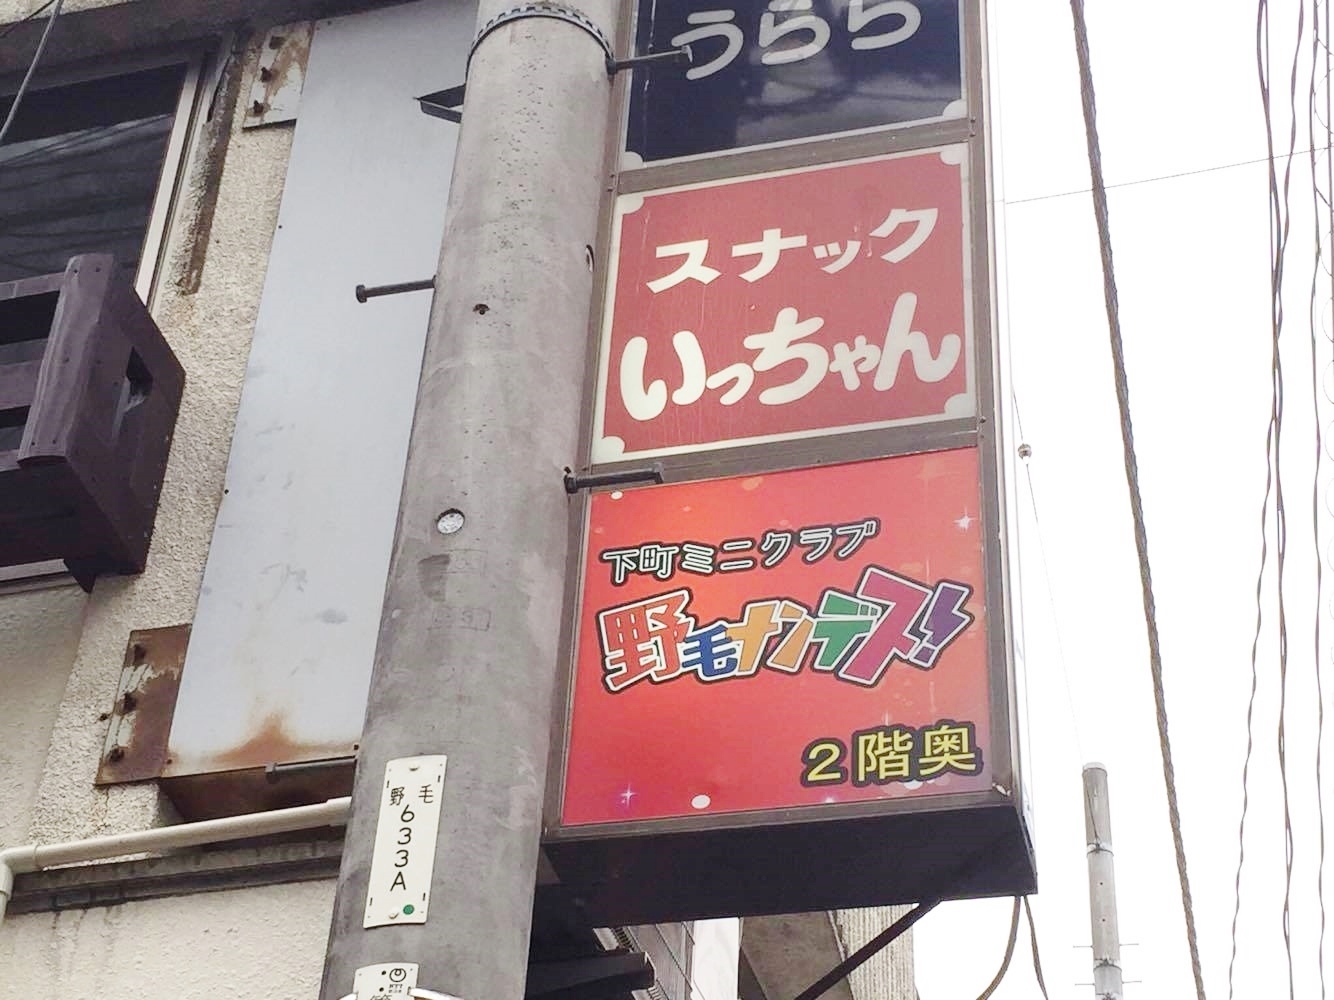 うらら
スナック
いっちゃん
下町ミニクラブ
野毛ナンデス!
2階奥
野毛
633A